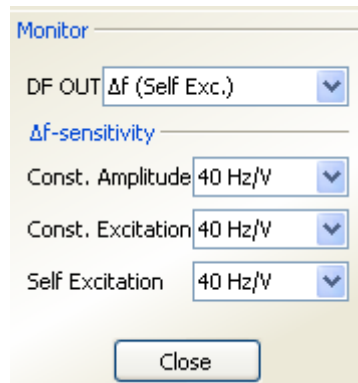 Monitor
DF OUT Δf (Self Exc.)
Δf-sensitivity
Const. Amplitude 40 Hz/V
Const. Excitation 40 Hz/V
Self Excitation 40 Hz/V
Close